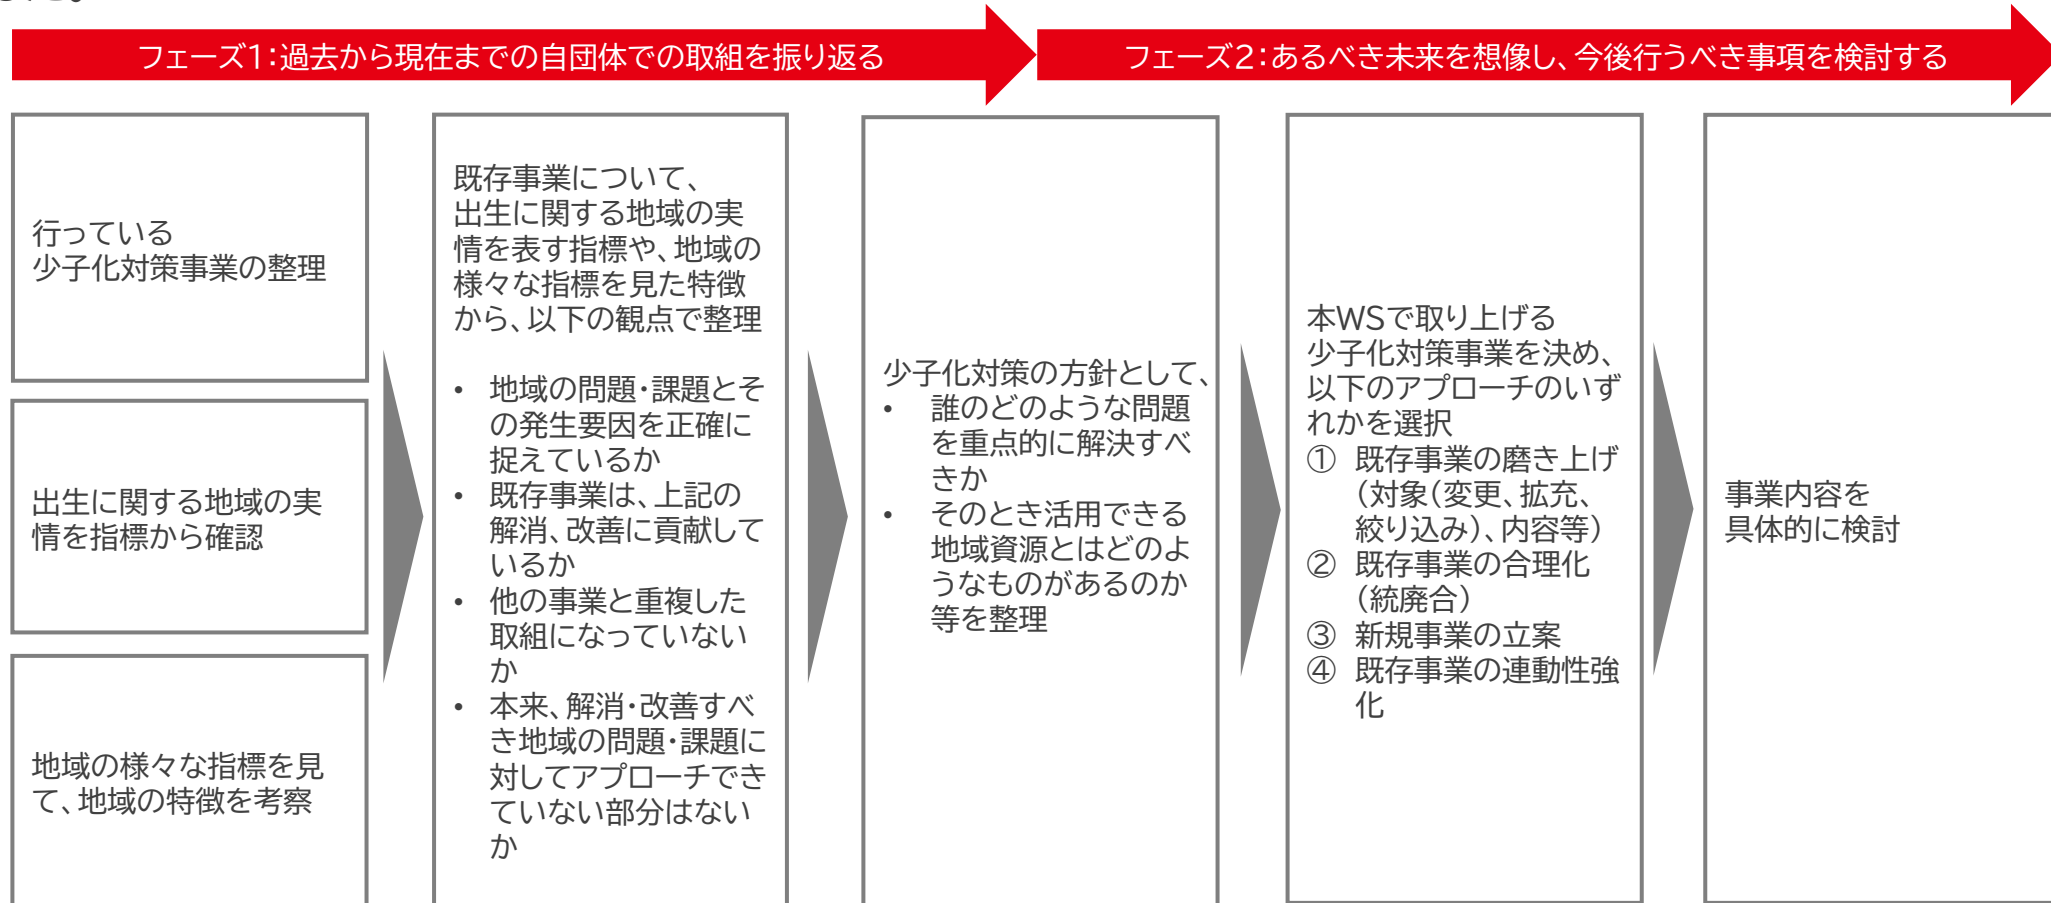 フェーズ1：過去から現在までの自団体での取組を振り返る
フェーズ2：あるべき未来を想像し、今後行うべき事項を検討する
行っている
少子化対策事業の整理
出生に関する地域の実
情を指標から確認
地域の様々な指標を見
て、地域の特徴を考察
既存事業について、
出生に関する地域の実
情を表す指標や、地域の
様々な指標を見た特徴
から、以下の観点で整理
• 地域の問題・課題とそ
の発生要因を正確に
捉えているか
• 既存事業は、上記の
解消、改善に貢献して
いるか
• 他の事業と重複した
取組になっていない
か
• 本来、解消・改善すべ
き地域の問題・課題に
対してアプローチでき
ていない部分はない
か
少子化対策の方針として、
• 誰のどのような問題
を重点的に解決すべ
きか
• そのとき活用できる
地域資源とはどのよ
うなものがあるのか
等を整理
本WSで取り上げる
少子化対策事業を決め、
以下のアプローチのいず
れかを選択
① 既存事業の磨き上げ
（対象（変更、拡充、
絞り込み）、内容等）
② 既存事業の合理化
（統廃合）
③ 新規事業の立案
④ 既存事業の連動性強
化
事業内容を
具体的に検討